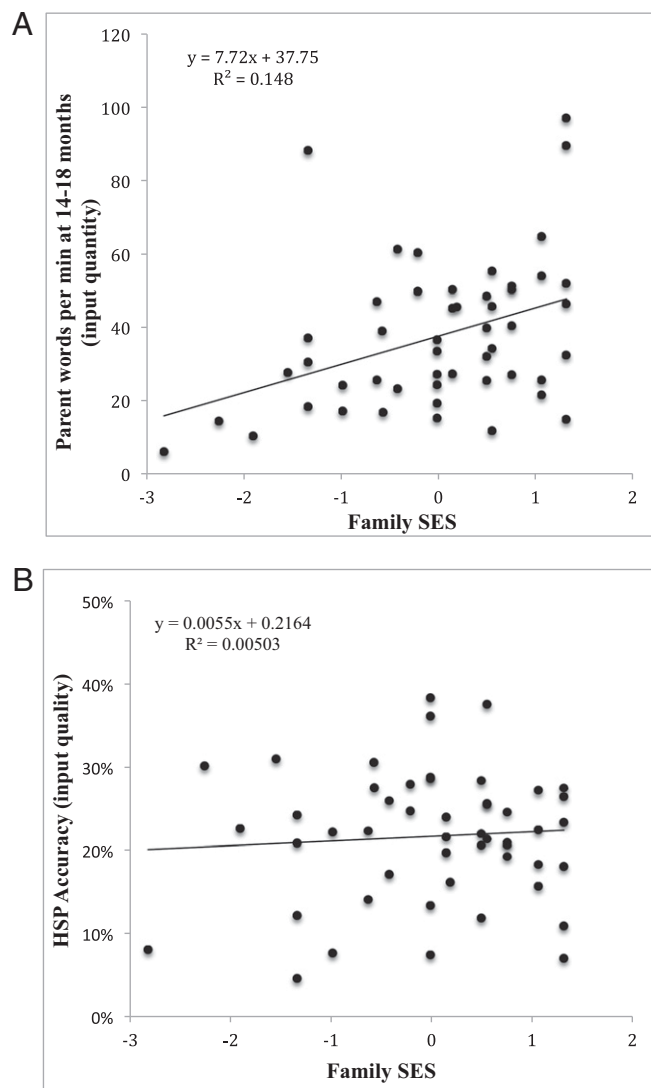 A
y = 7.72x + 37.75
R² = 0.148
Parent words per min at 14-18 months
(input quantity)
120
100
80
60
40
20
0
-3 -2 -1 0 1 2
Family SES
B
y = 0.0055x + 0.2164
R² = 0.00503
HSP Accuracy (input quality)
50%
40%
30%
20%
10%
0%
-3 -2 -1 0 1 2
Family SES